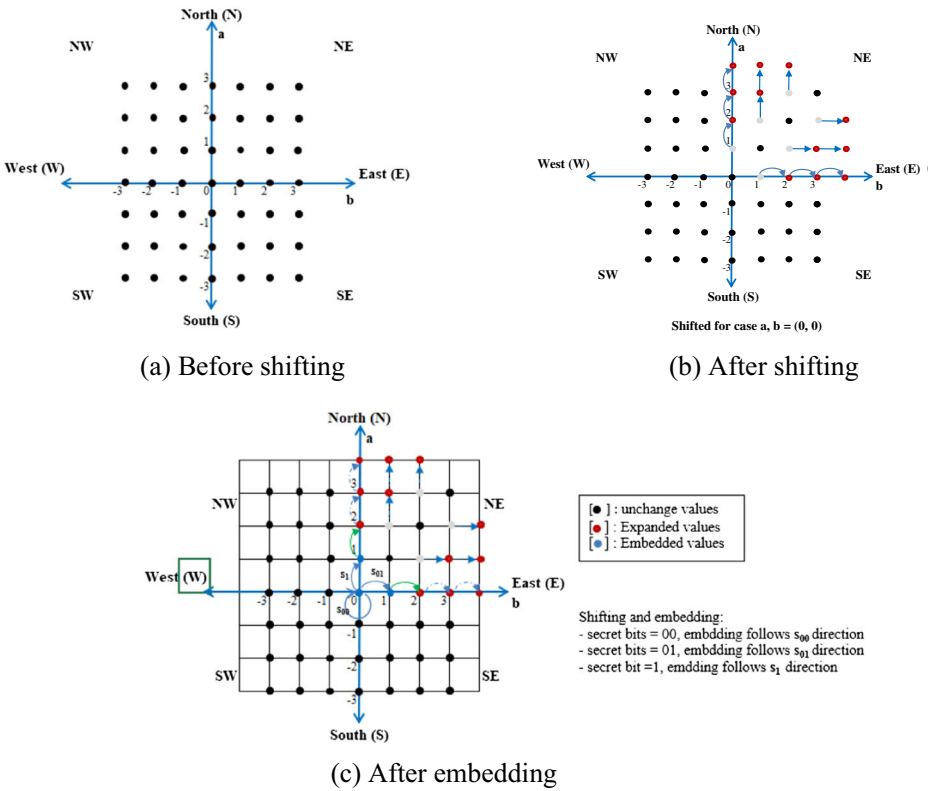 North (N)
a
NW
NE
3
2
1
West (W)
East (E)
-3 -2 -1 0 1 2 3
b
-1
-2
-3
SW
SE
South (S)
(a) Before shifting
North (N)
a
NW
NE
3
2
1
West (W)
East (E) (
-3 -2 -1 0 1 2 3
b
-1
-2
-3
SW
SE
South (S)
Shifted for case a, b = (0, 0)
(b) After shifting
North (N)
a
NW
NE
3
2
1
s1 s01
West (W)
East (E)
-3 -2 -1 0 1 2 3 4
b
s00
-1
-2
-3
SW
SE
South (S)
[●] : unchange values
[●] : Expanded values
[●] : Embedded values
Shifting and embedding:
- secret bits = 00, embdding follows s00 direction
- secret bits = 01, embdding follows s01 direction
- secret bit =1, emdding follows s1 direction
(c) After embedding